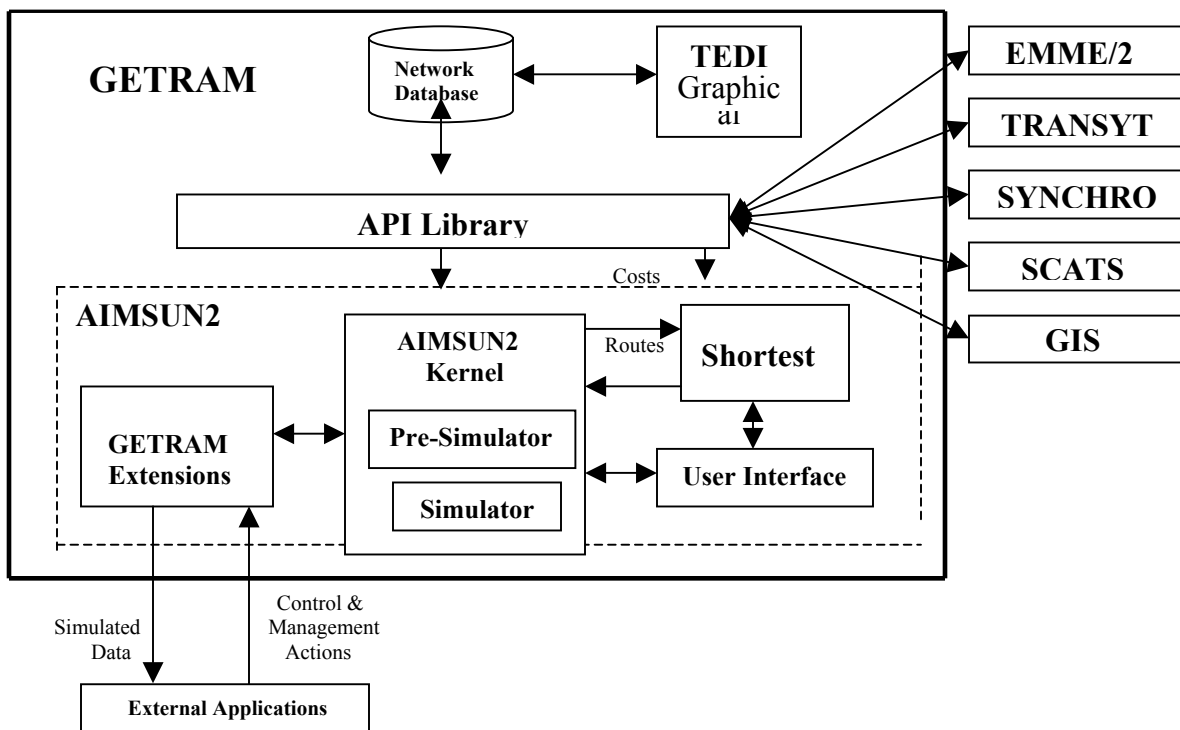 GETRAM
Network
Database
TEDI
Graphic
al
EMME/2
TRANSYT
SYNCHRO
SCATS
GIS
API Library
Costs
AIMSUN2
AIMSUN2
Kernel
Routes
Shortest
Pre-Simulator
GETRAM
Extensions
User Interface
Simulator
Simulated
Data
Control &
Management
Actions
External Applications